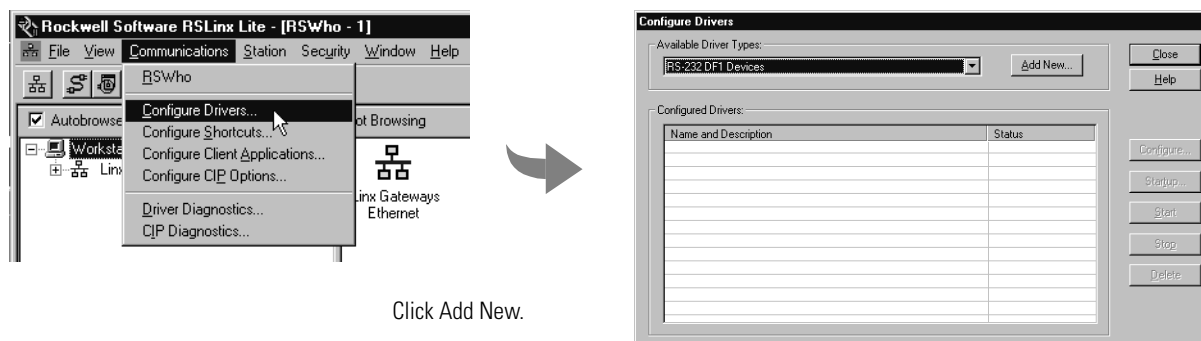 Rockwell Software RSLinx Lite - [RSWho - 1]
File View Communications Station Security Window Help
RSWho
Configure Drivers...
Configure Shortcuts...
Configure Client Applications...
Configure CIP Options...
Driver Diagnostics...
CIP Diagnostics...
Autobrowse
ot Browsing
Worksta
Linx
Linx Gateways
Ethernet
Click Add New.
Configure Drivers
Available Driver Types:
RS-232 DF1 Devices
Add New...
Close
Help
Configured Drivers:
Name and Description Status
Configure...
Startup...
Start
Stop
Delete